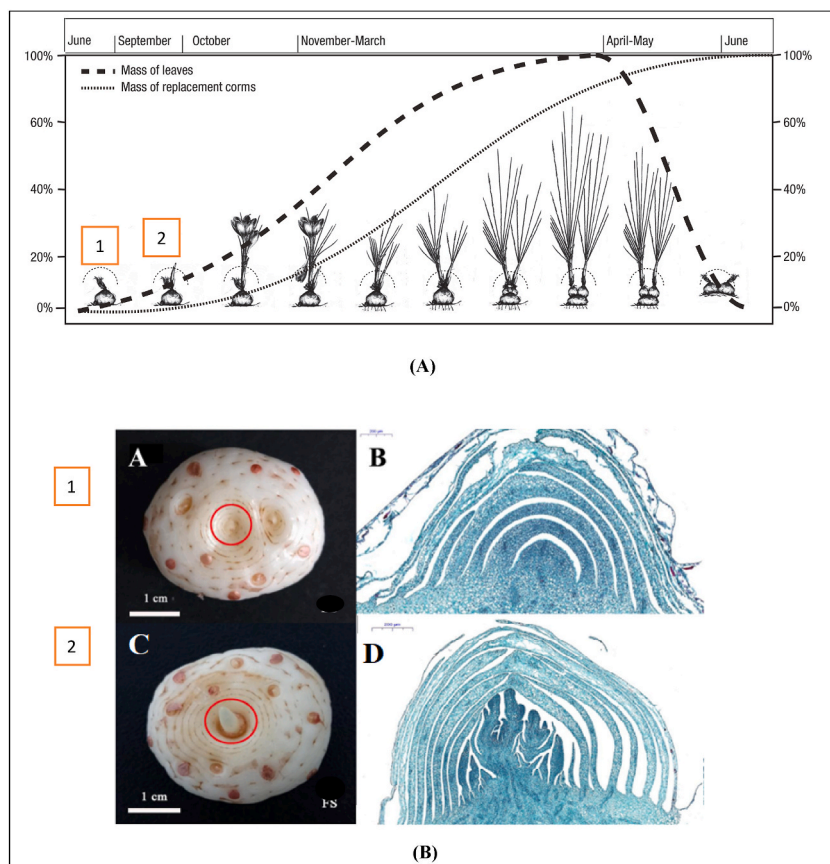 June September October November-March April-May June
100% 100%
Mass of leaves
Mass of replacement corms
60% 60%
40% 40%
1 2
20% 20%
0% 0%
(A)
1 A B
1 cm
2 C D
1 cm
FS
(B)